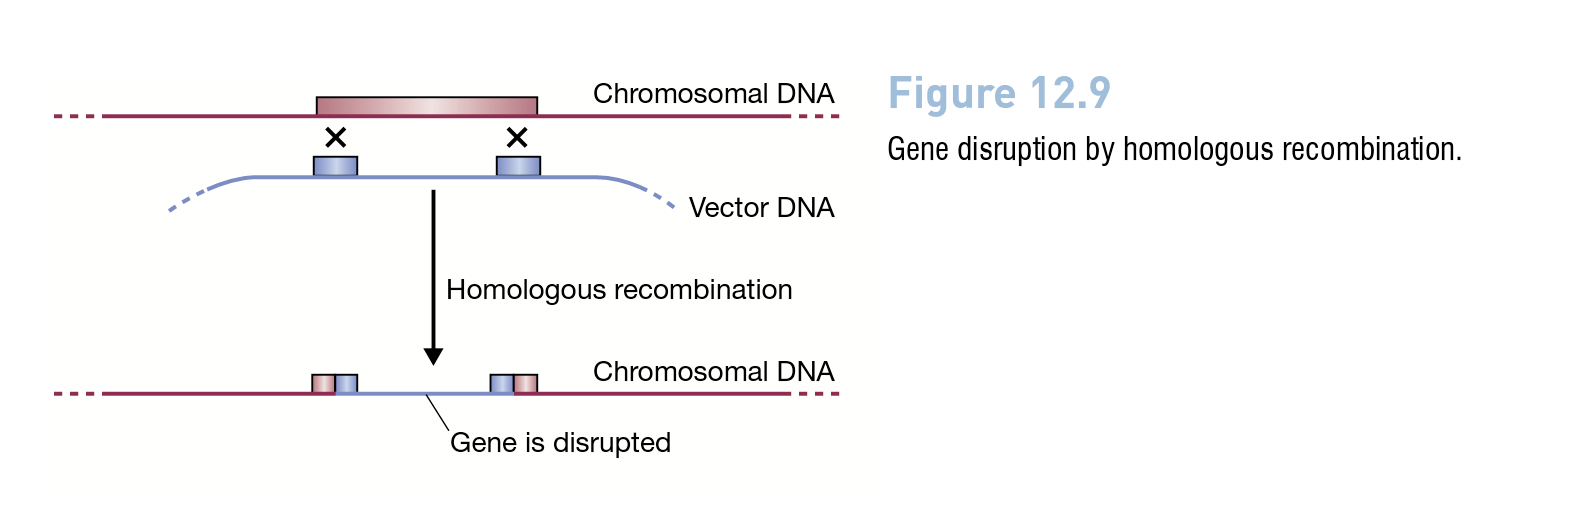 Chromosomal DNA
Vector DNA
Homologous recombination
Chromosomal DNA
Gene is disrupted
Figure 12.9
Gene disruption by homologous recombination.